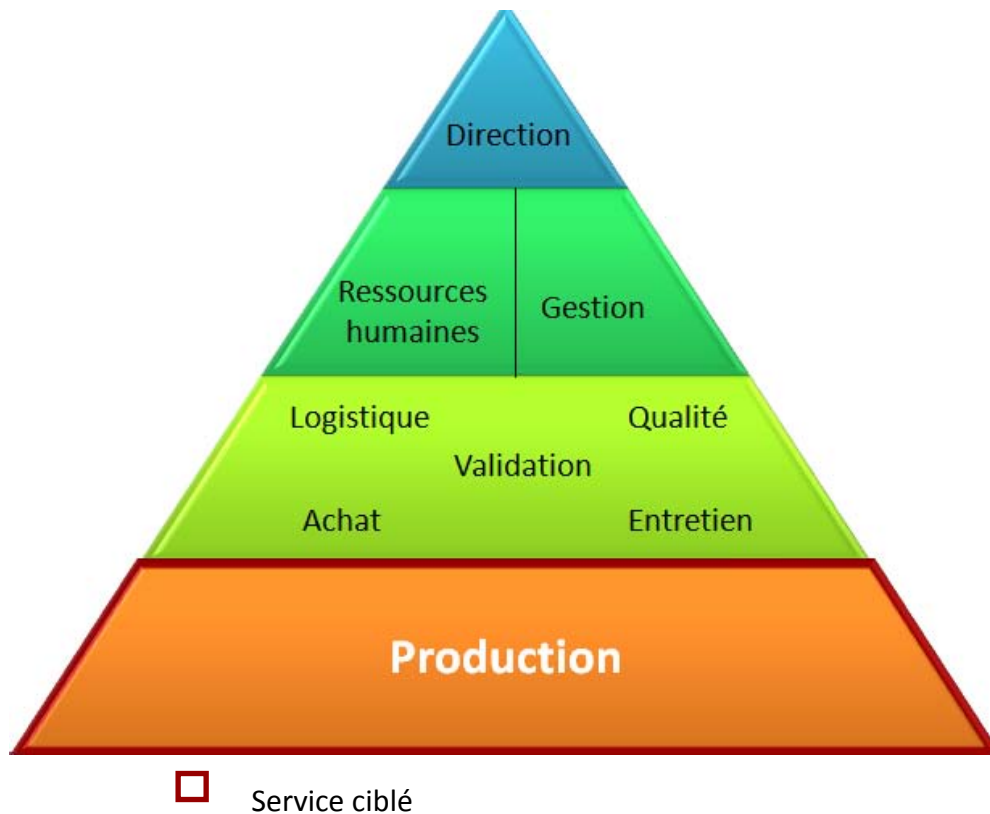 Direction
Ressources
humaines
Gestion
Logistique
Qualité
Validation
Achat
Entretien
Production
Service ciblé